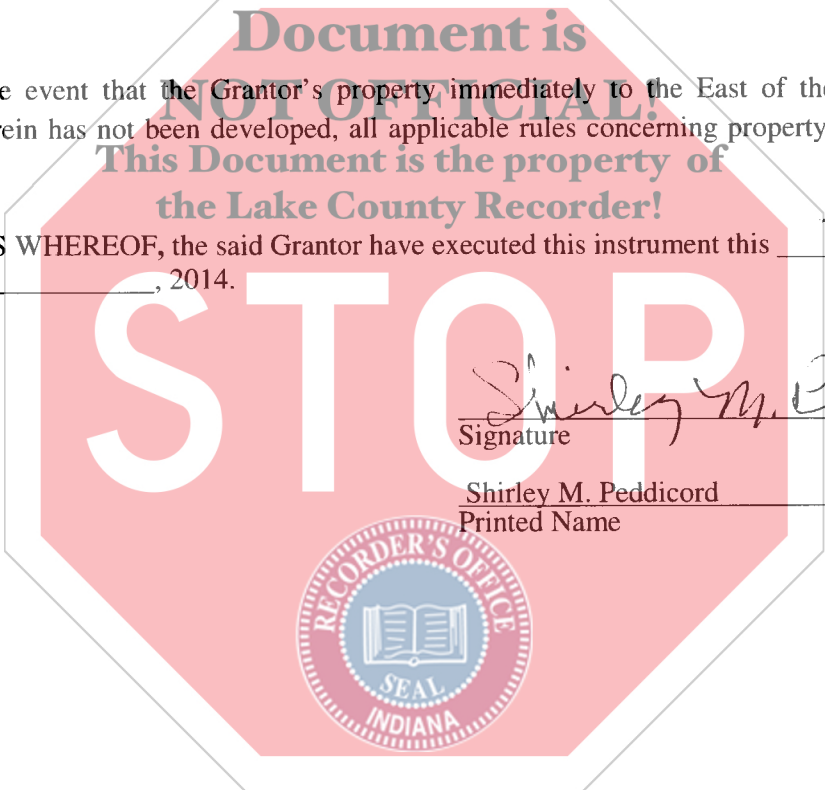 Document is
e event that the Grantor's property immediately to the East of the
NOT OFFICIAL!
rein has not been developed, all applicable rules concerning property
This Document is the property of
the Lake County Recorder!
S WHEREOF, the said Grantor have executed this instrument this
, 2014.
STOP
Shirley M. P
Signature
Shirley M. Peddicord
Printed Name
RECORDER'S OFFICE
SEAL
INDIANA